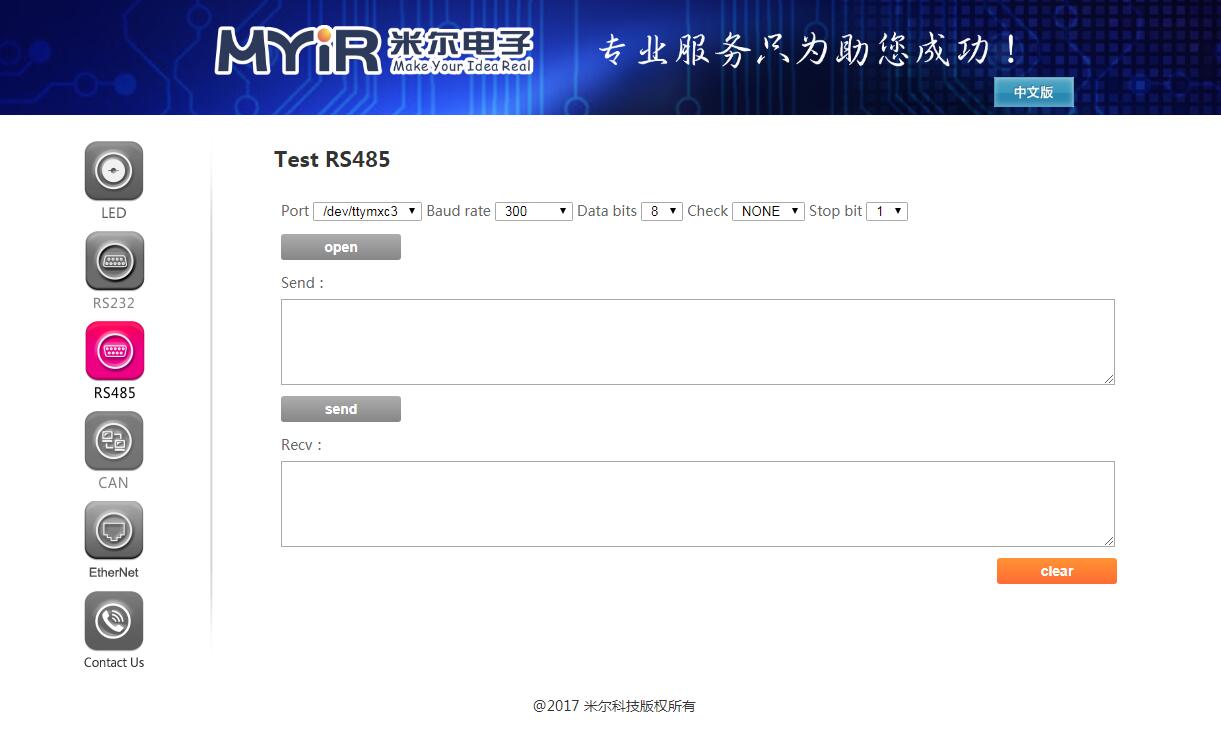 MYiR 米尔电子
Make Your Idea Real
专业服务只为助您成功！
中文版
LED
RS232
RS485
CAN
EtherNet
Contact Us
Test RS485
Port /dev/ttymxc3 Baud rate 300 Data bits 8 Check NONE Stop bit 1
open
Send：
send
Recv：
clear
@2017 米尔科技版权所有